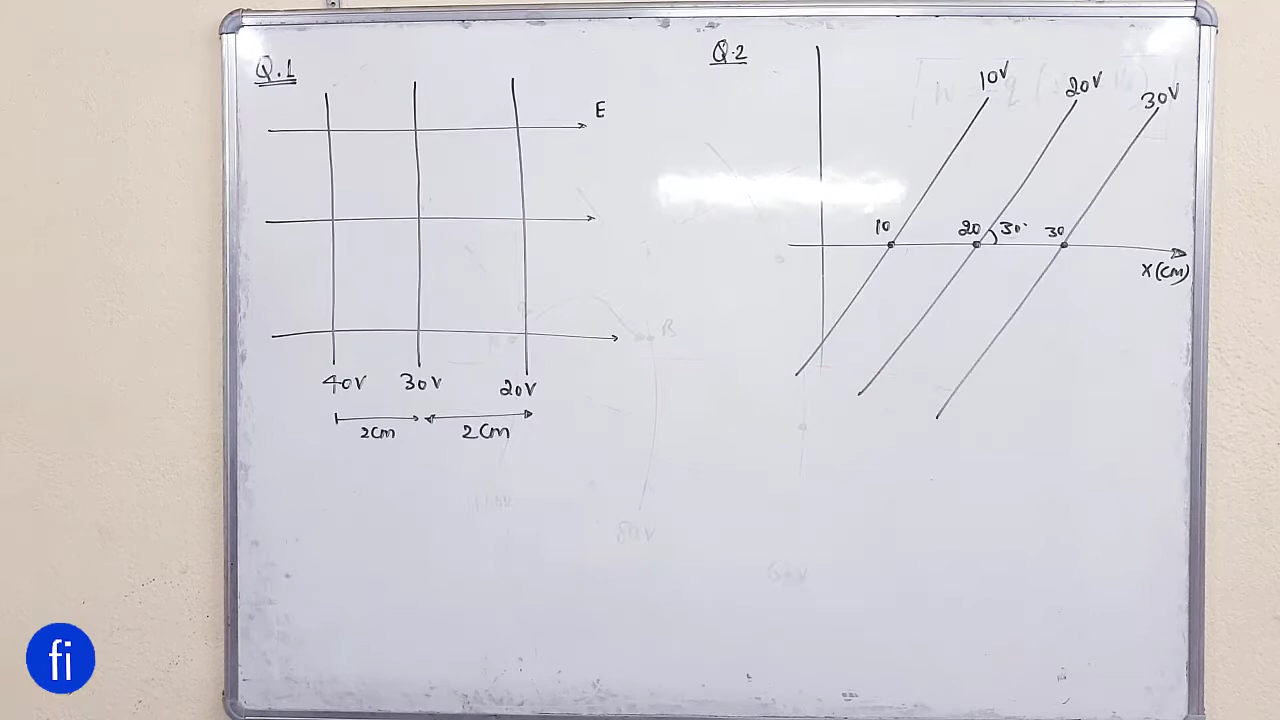 Q.1
E
40V 30V 20V
2cm 2cm
Q.2
10V 20V 30V
10 20 30° 30
X(cm)
B
fi